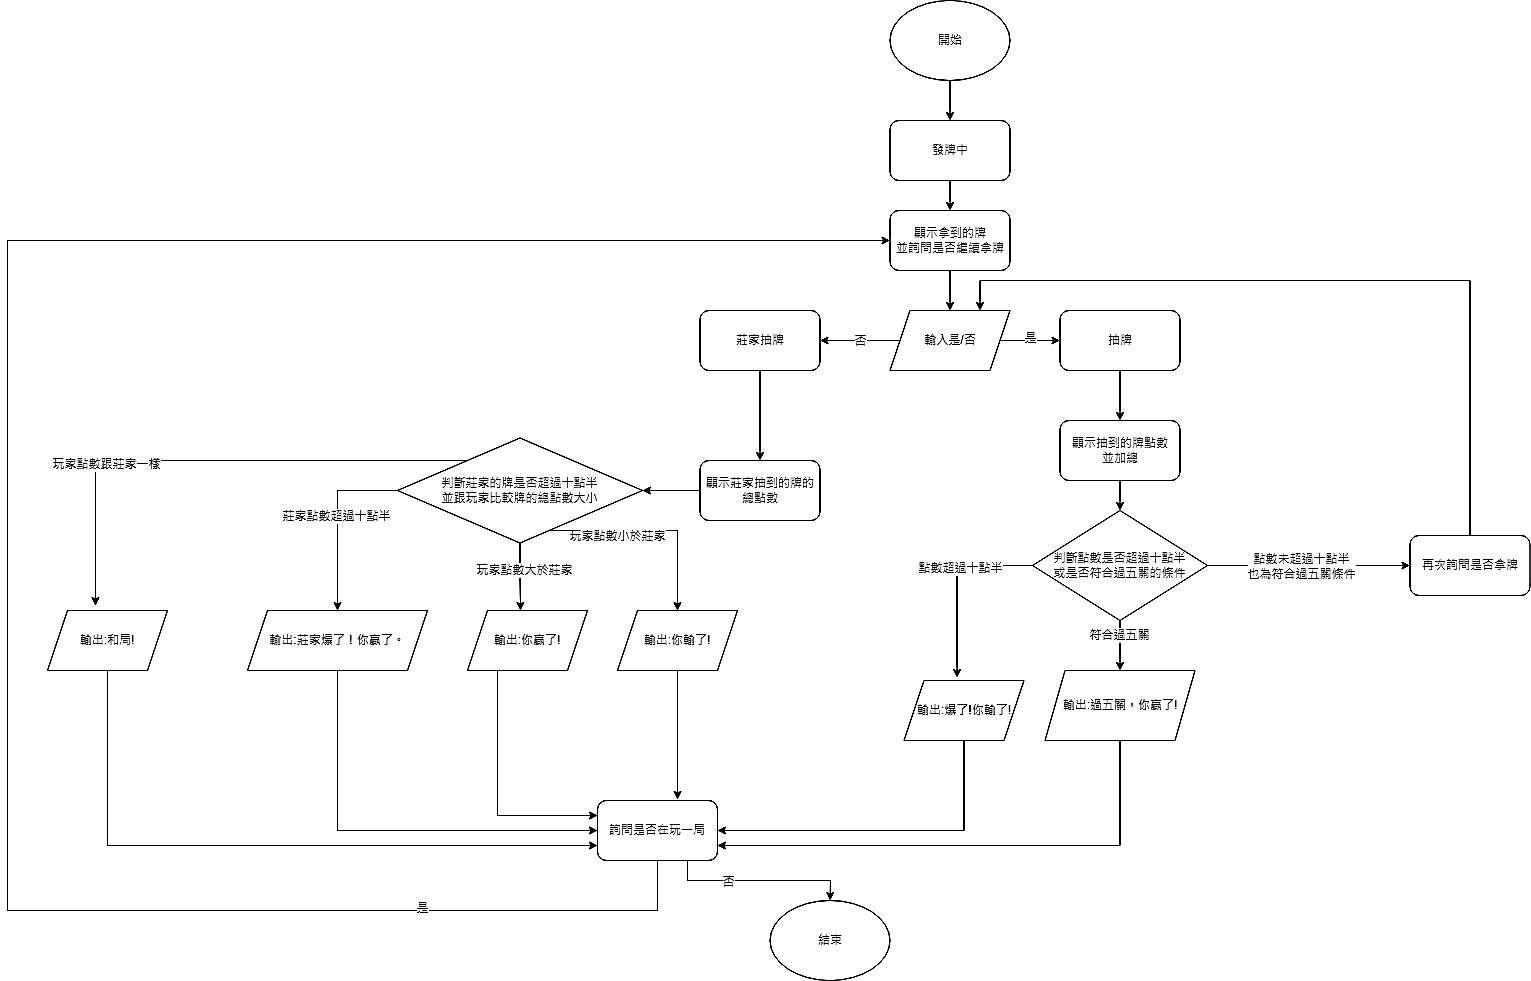 開始
發牌中
顯示拿到的牌
並詢問是否繼續拿牌
莊家抽牌
否
輸入是/否
是
抽牌
顯示抽到的牌點數
並加總
玩家點數跟莊家一樣
判斷莊家的牌是否超過十點半
並跟玩家比較牌的總點數大小
顯示莊家抽到的牌的
總點數
莊家點數超過十點半
玩家點數小於莊家
玩家點數大於莊家
點數超過十點半
判斷點數是否超過十點半
或是否符合過五關的條件
點數未超過十點半
也為符合過五關條件
再次詢問是否拿牌
符合過五關
輸出:和局!
輸出:莊家爆了！你贏了。
輸出:你贏了!
輸出:你輸了!
輸出:爆了!你輸了!
輸出:過五關，你贏了!
詢問是否在玩一局
否
是
結束